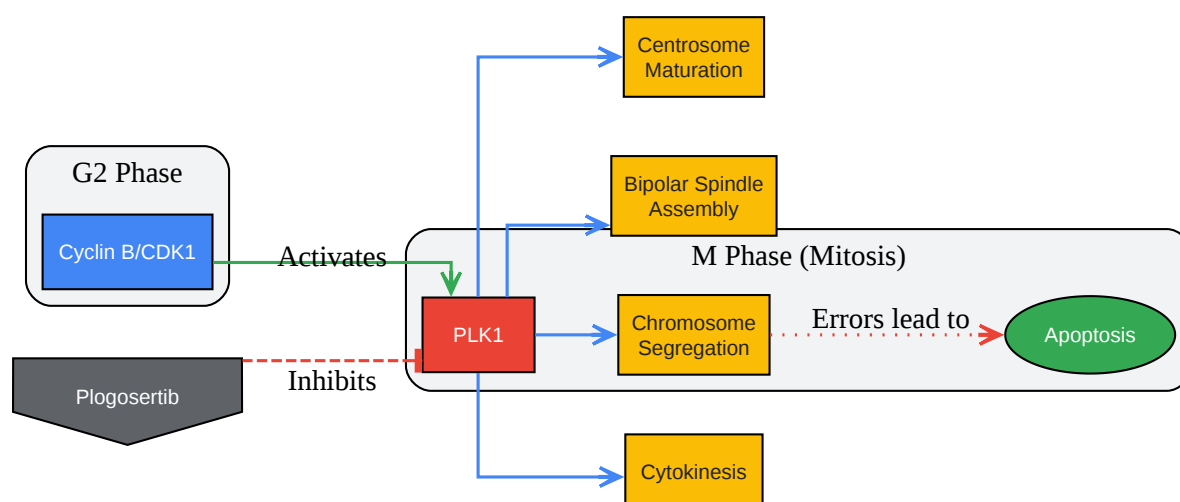 Centrosome
Maturation
G2 Phase
Bipolar Spindle
Assembly
Cyclin B/CDK1
Activates
M Phase (Mitosis)
PLK1
Chromosome
Segregation
Errors lead to
Apoptosis
Inhibits
Plogosertib
Cytokinesis